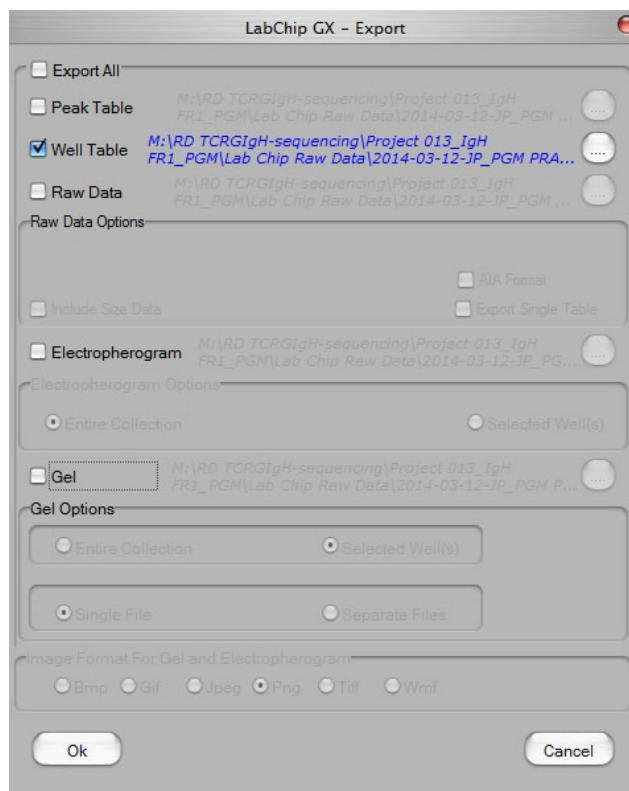 LabChip GX - Export
Export All
Peak Table
M:\RD TCRGIgH-sequencing\Project 013_IgH
FR1_PGM\Lab Chip Raw Data\2014-03-12-JP_PGM ...
....
Well Table
M:\RD TCRGIgH-sequencing\Project 013_IgH
FR1_PGM\Lab Chip Raw Data\2014-03-12-JP_PGM PRA...
....
Raw Data
M:\RD TCRGIgH-sequencing\Project 013_IgH
FR1_PGM\Lab Chip Raw Data\2014-03-12-JP_PGM ...
....
Raw Data Options
AIA Format
Include Size Data
Export Single Table
Electropherogram
M:\RD TCRGIgH-sequencing\Project 013_IgH
FR1_PGM\Lab Chip Raw Data\2014-03-12-JP_PG...
....
Electropherogram Options
Entire Collection
Selected Well(s)
Gel
M:\RD TCRGIgH-sequencing\Project 013_IgH
FR1_PGM\Lab Chip Raw Data\2014-03-12-JP_PGM P...
....
Gel Options
Entire Collection
Selected Well(s)
Single File
Separate Files
Image Format For Gel and Electropherogram
Bmp Gif Jpeg Png Tiff Wmf
Ok
Cancel